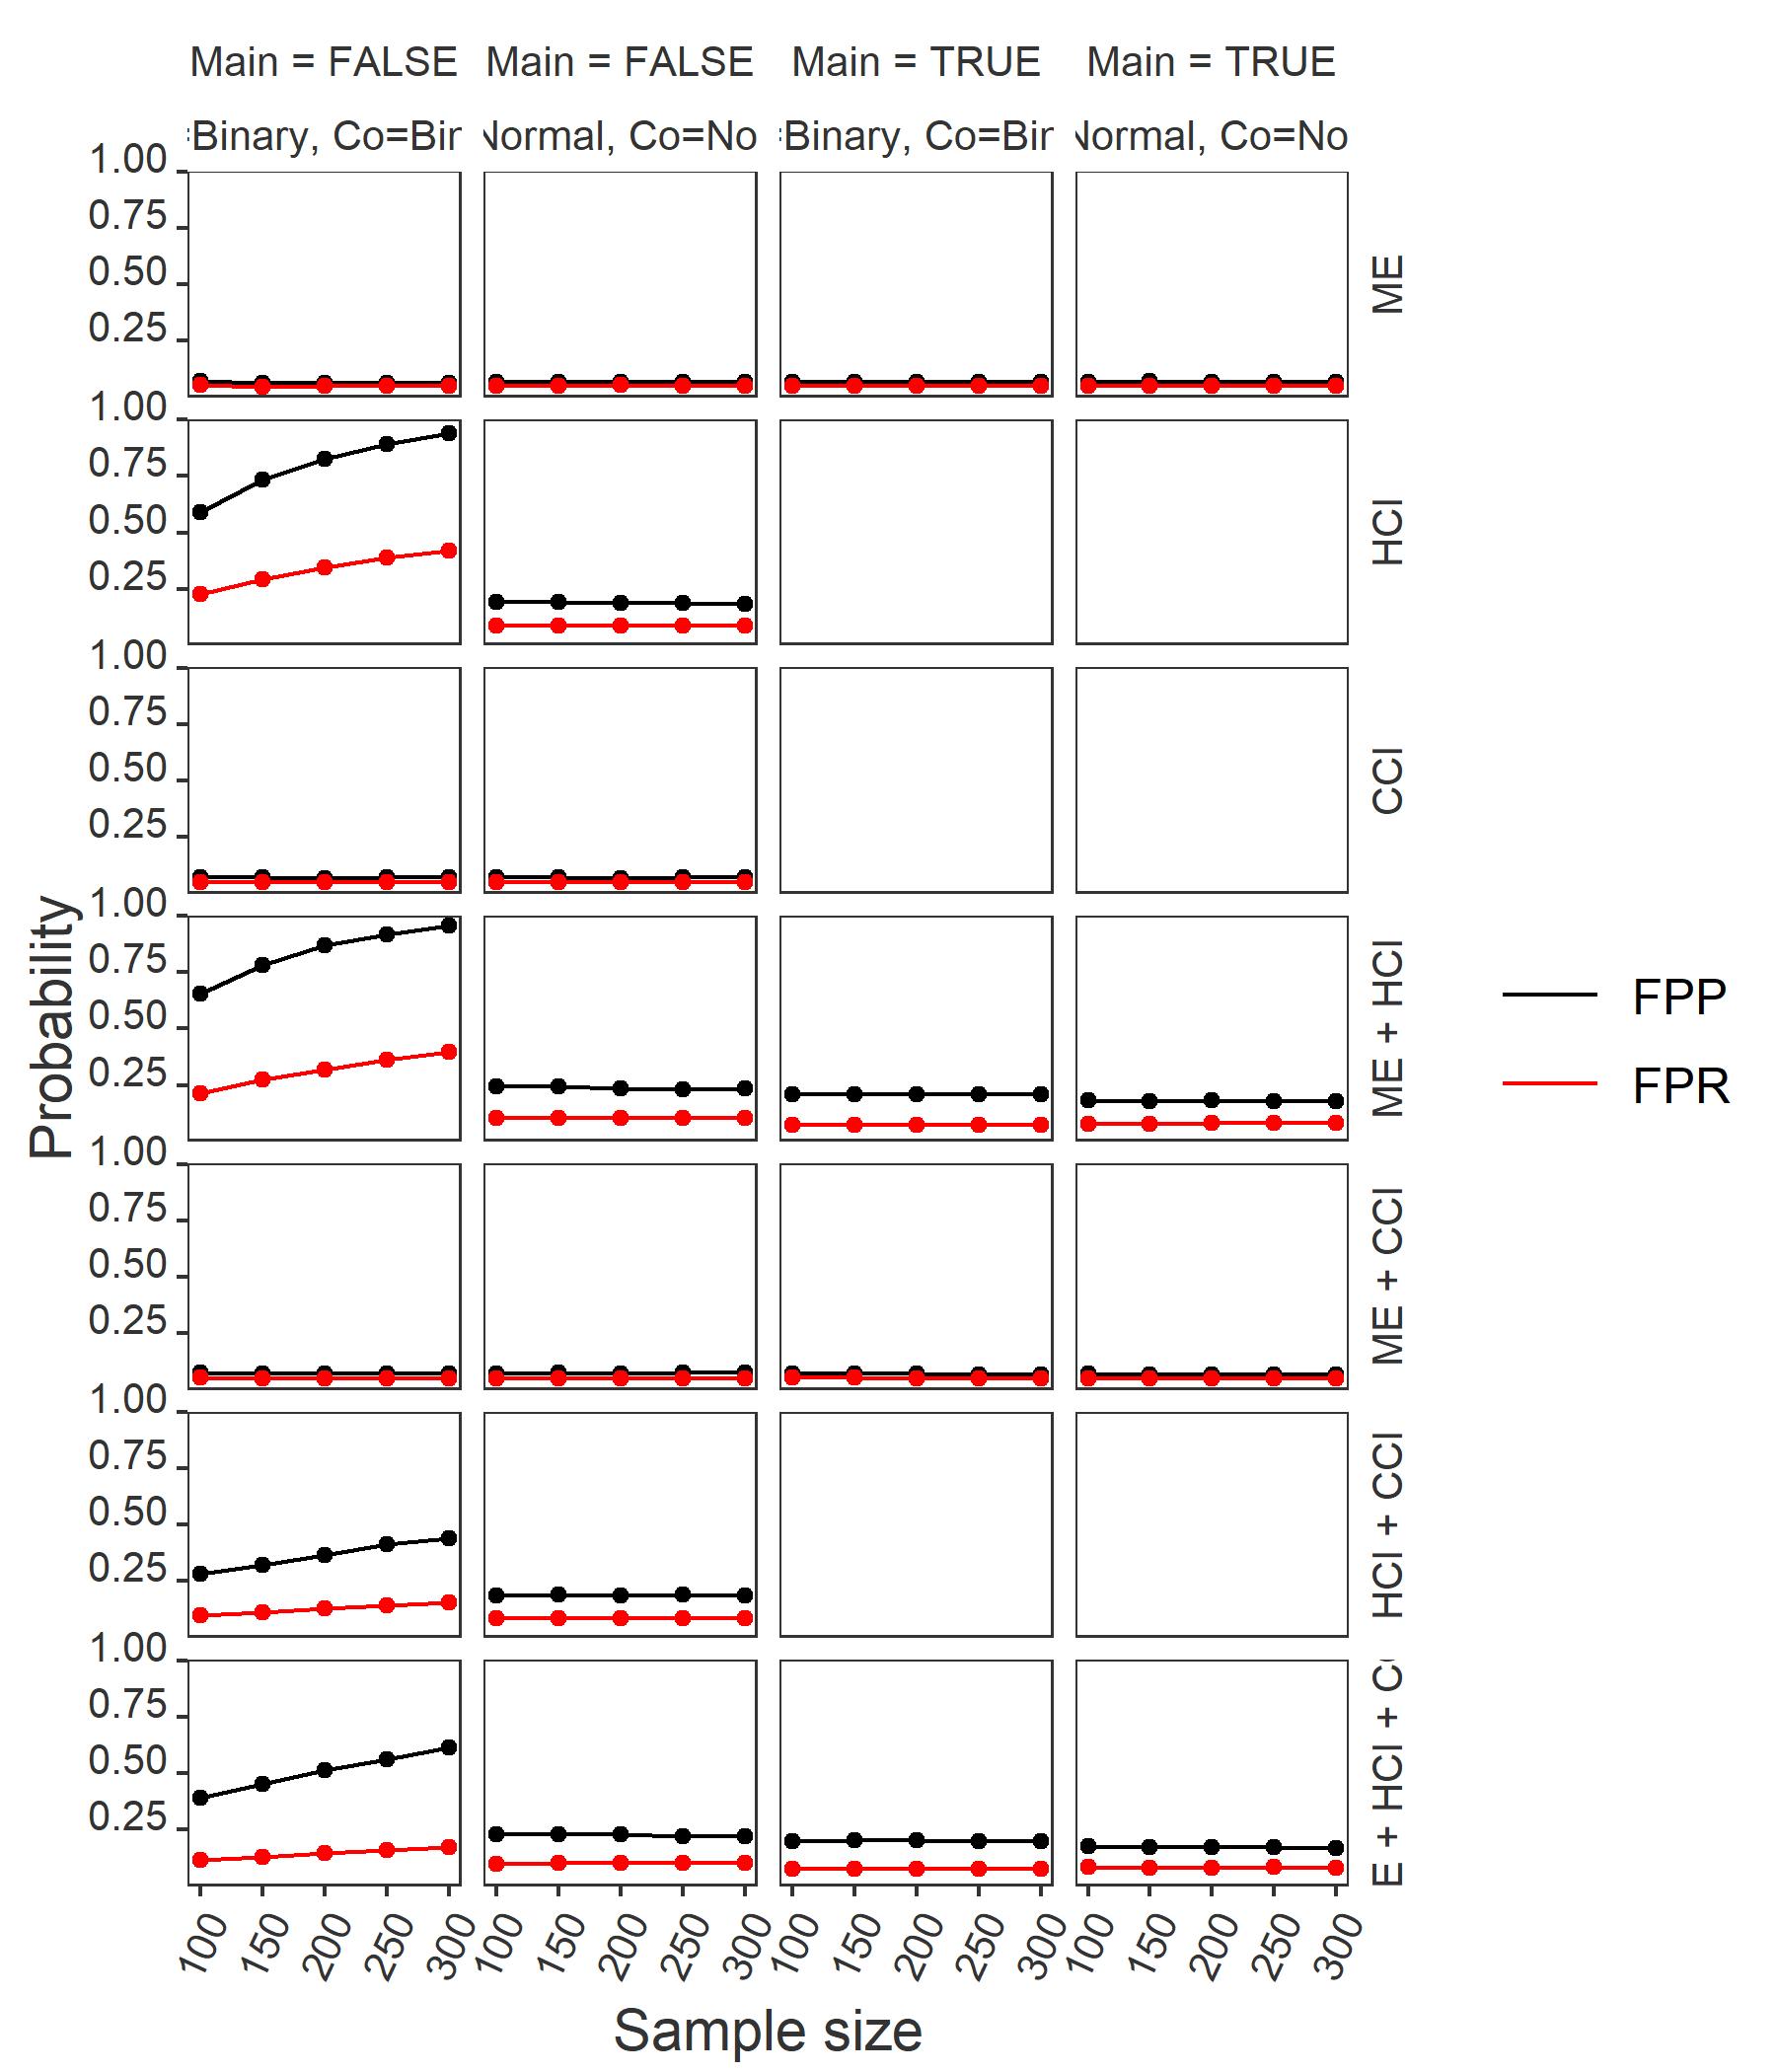 Main = FALSE Main = FALSE Main = TRUE Main = TRUE
=Binary, Co=Bin Normal, Co=No =Binary, Co=Bin Normal, Co=No
1.00
0.75
0.50
0.25
ME
1.00
0.75
0.50
0.25
HCI
1.00
0.75
0.50
0.25
CCI
1.00
0.75
0.50
0.25
ME + HCI
1.00
0.75
0.50
0.25
ME + CCI
1.00
0.75
0.50
0.25
HCI + CCI
1.00
0.75
0.50
0.25
E + HCI + C
Probability
100 150 200 250 300 100 150 200 250 300 100 150 200 250 300 100 150 200 250 300
Sample size
FPP
FPR